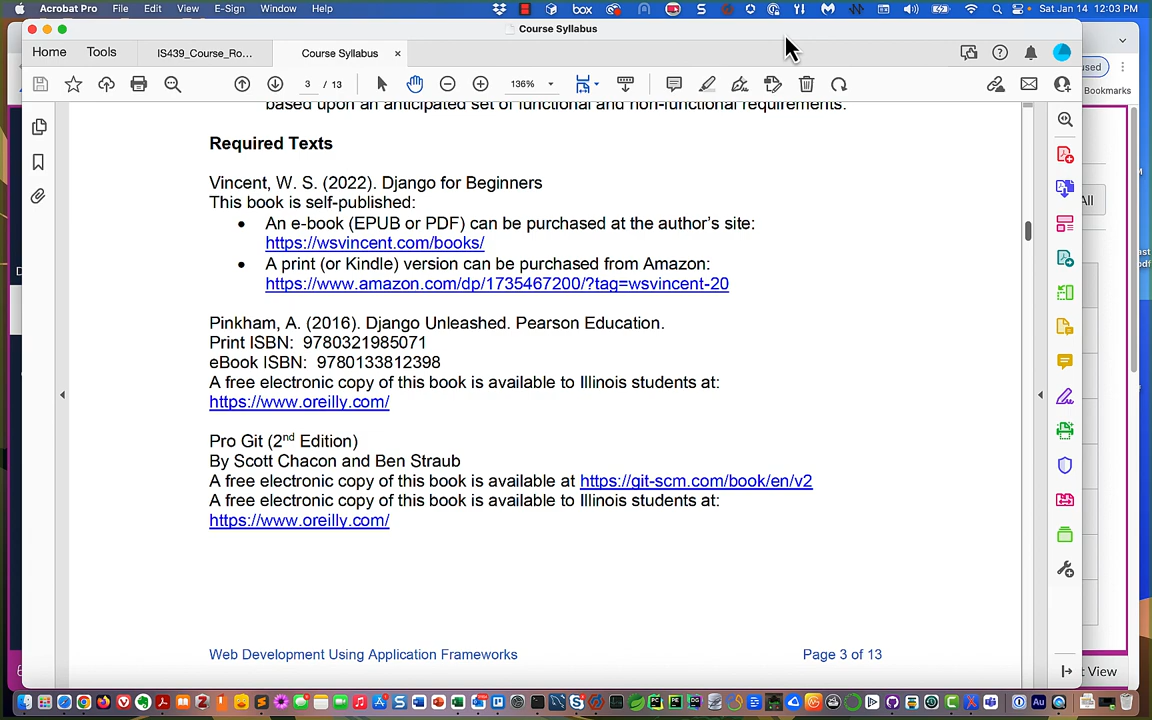 Acrobat Pro File Edit View E-Sign Window Help box Sat Jan 14 12:03 PM
Course Syllabus
Home Tools IS439_Course_Ro... Course Syllabus ×
used
3 / 13 136%
Bookmarks
based upon an anticipated set of functional and non-functional requirements.
Required Texts
Vincent, W. S. (2022). Django for Beginners
This book is self-published:
• An e-book (EPUB or PDF) can be purchased at the author's site:
https://wsvincent.com/books/
• A print (or Kindle) version can be purchased from Amazon:
https://www.amazon.com/dp/1735467200/?tag=wsvincent-20
Pinkham, A. (2016). Django Unleashed. Pearson Education.
Print ISBN: 9780321985071
eBook ISBN: 9780133812398
A free electronic copy of this book is available to Illinois students at:
https://www.oreilly.com/
Pro Git (2nd Edition)
By Scott Chacon and Ben Straub
A free electronic copy of this book is available at https://git-scm.com/book/en/v2
A free electronic copy of this book is available to Illinois students at:
https://www.oreilly.com/
Web Development Using Application Frameworks Page 3 of 13
All
View